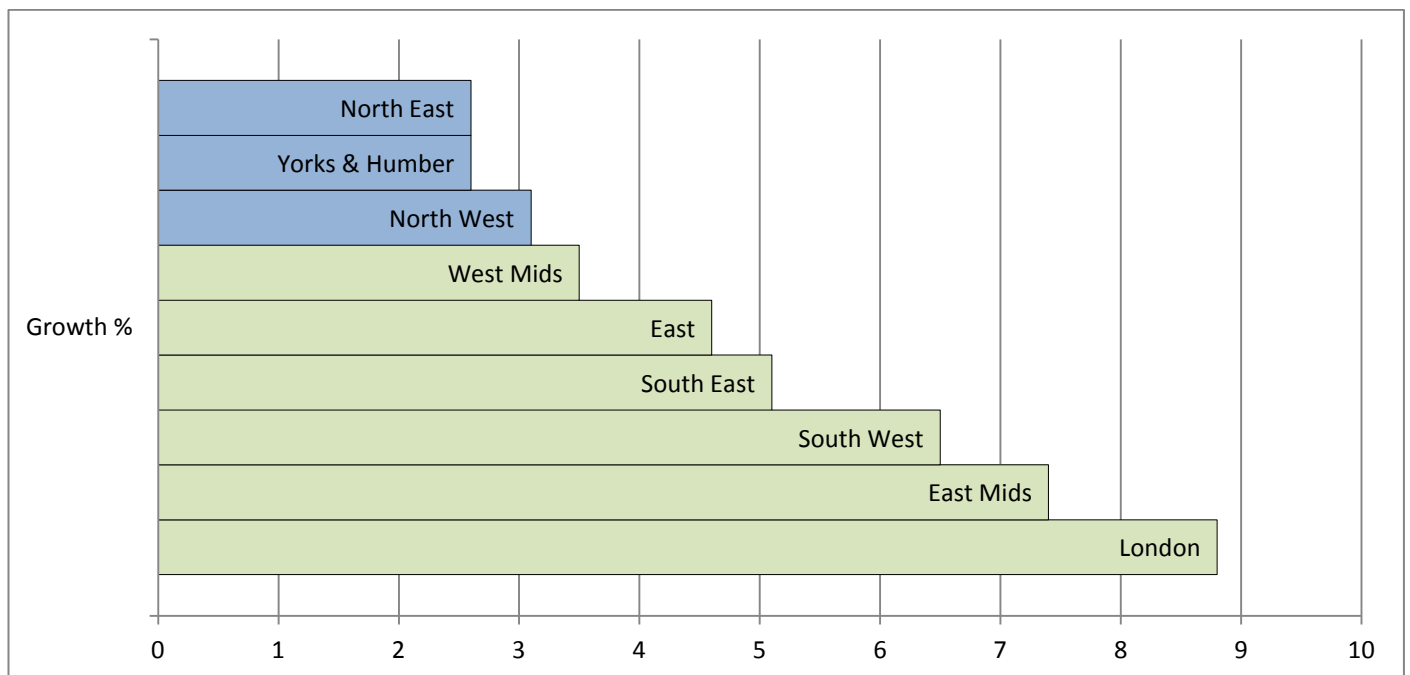 North East
Yorks & Humber
North West
West Mids
Growth %
East
South East
South West
East Mids
London
0 1 2 3 4 5 6 7 8 9 10